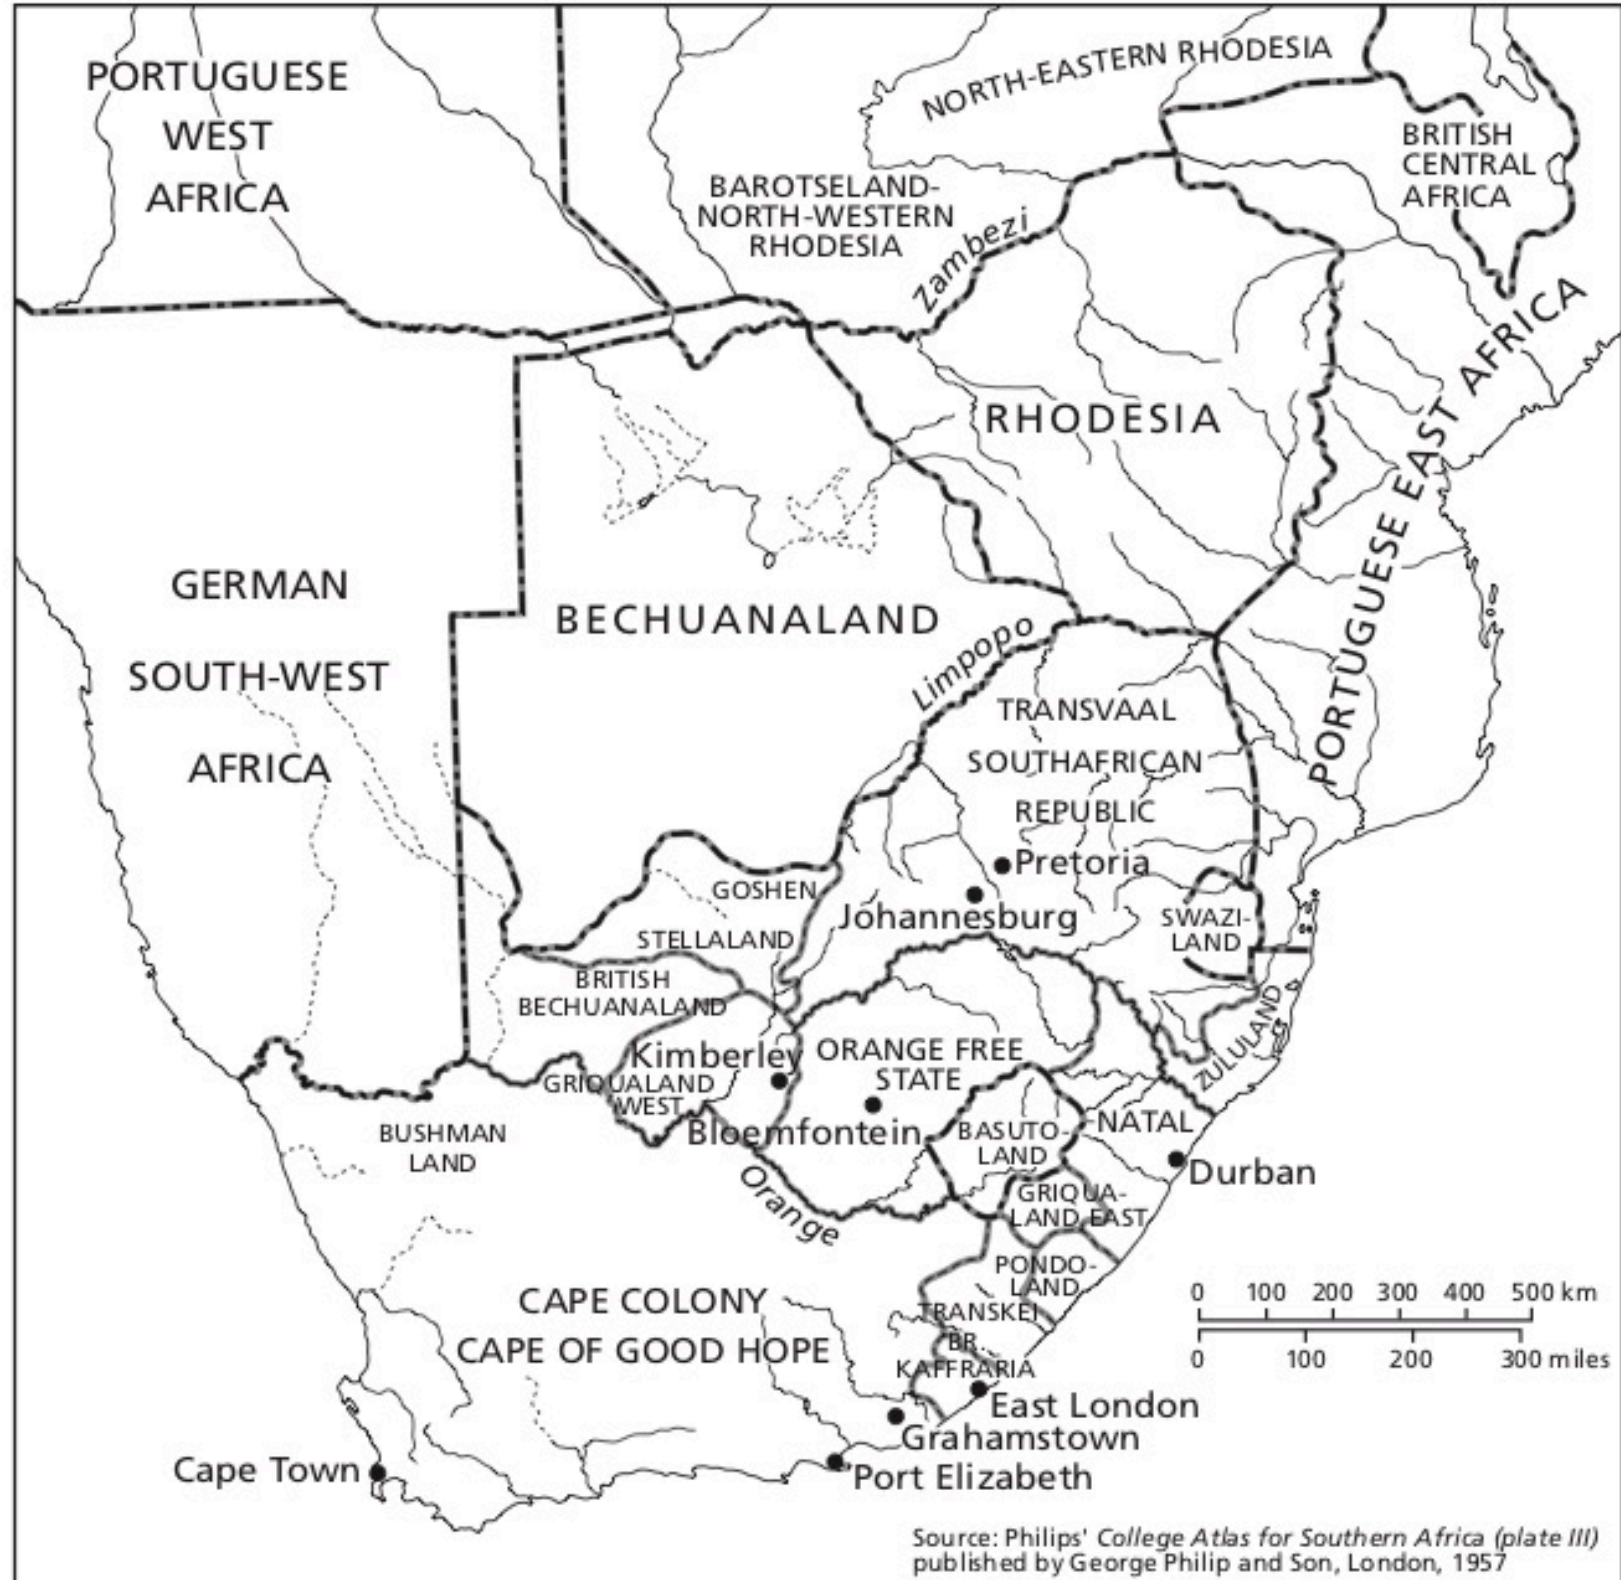 PORTUGUESE
WEST
AFRICA
NORTH-EASTERN RHODESIA
BRITISH
CENTRAL
AFRICA
BAROTSELAND-
NORTH-WESTERN
RHODESIA
Zambezi
PORTUGUESE EAST AFRICA
RHODESIA
GERMAN
SOUTH-WEST
AFRICA
BECHUANALAND
Limpopo
TRANSVAAL
SOUTHAFRICAN
REPUBLIC
Pretoria
Johannesburg
GOSHEN
STELLALAND
SWAZI-
LAND
BRITISH
BECHUANALAND
ZULULAND
Kimberley
GRIQUALAND
WEST
ORANGE FREE
STATE
Bloemfontein
BUSHMAN
LAND
BASUTO-
LAND
NATAL
Durban
Orange
GRIQUA-
LAND EAST
PONDO-
LAND
TRANSKEI
BR.
KAFFRARIA
CAPE COLONY
CAPE OF GOOD HOPE
East London
Grahamstown
Port Elizabeth
Cape Town
0 100 200 300 400 500 km
0 100 200 300 miles
Source: Philips' College Atlas for Southern Africa (plate III)
published by George Philip and Son, London, 1957